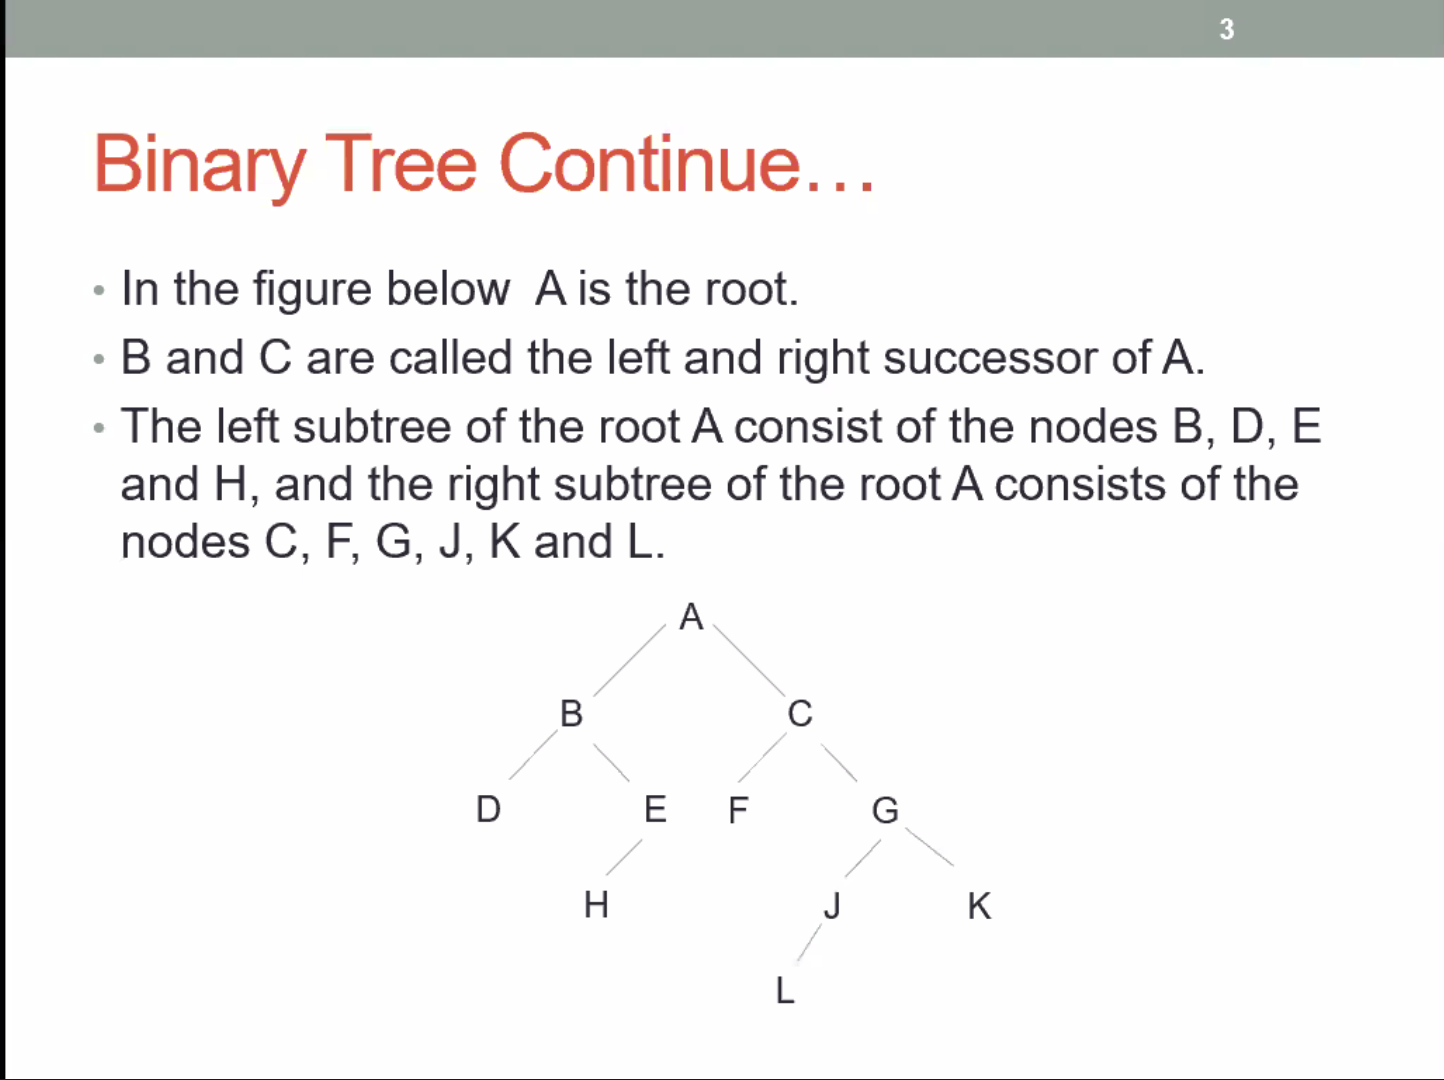 3
Binary Tree Continue…
• In the figure below  A is the root.
• B and C are called the left and right successor of A.
• The left subtree of the root A consist of the nodes B, D, E
and H, and the right subtree of the root A consists of the
nodes C, F, G, J, K and L.
A
B C
D E F G
H J K
L